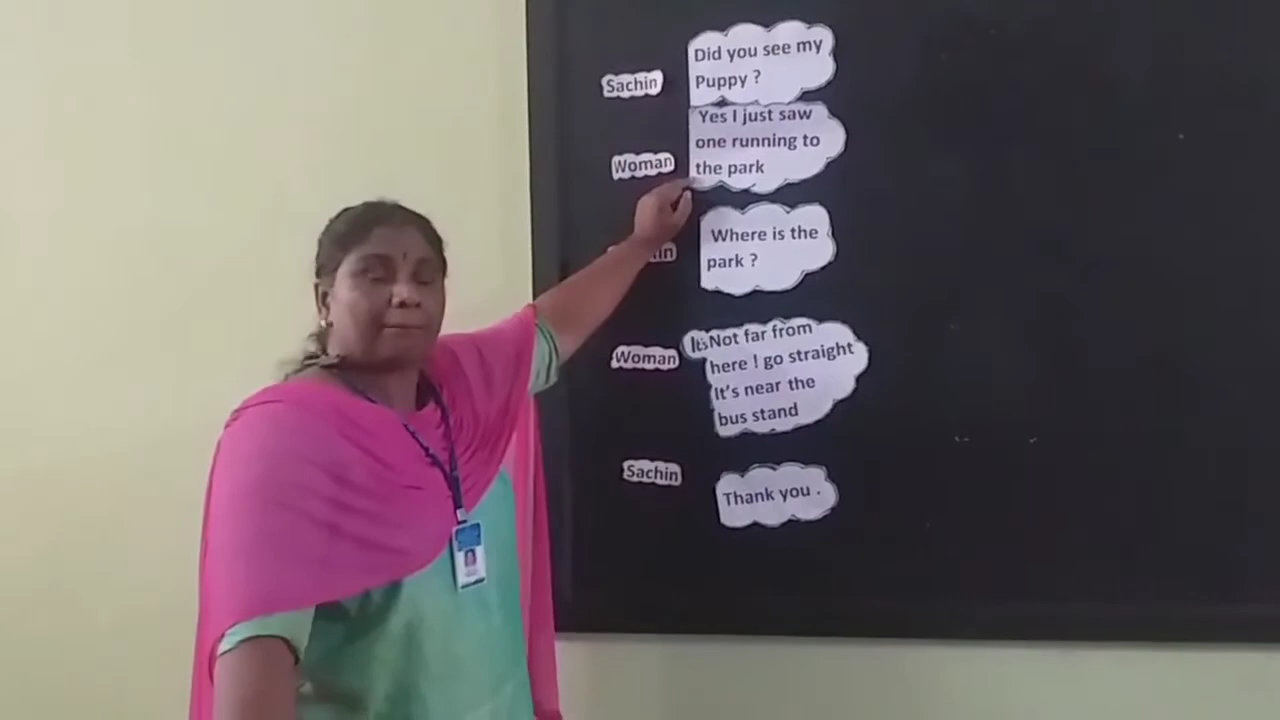 Sachin
Did you see my
Puppy ?
Woman
Yes I just saw
one running to
the park
Where is the
park ?
Woman
It's Not far from
here ! go straight
It's near the
bus stand
Sachin
Thank you .